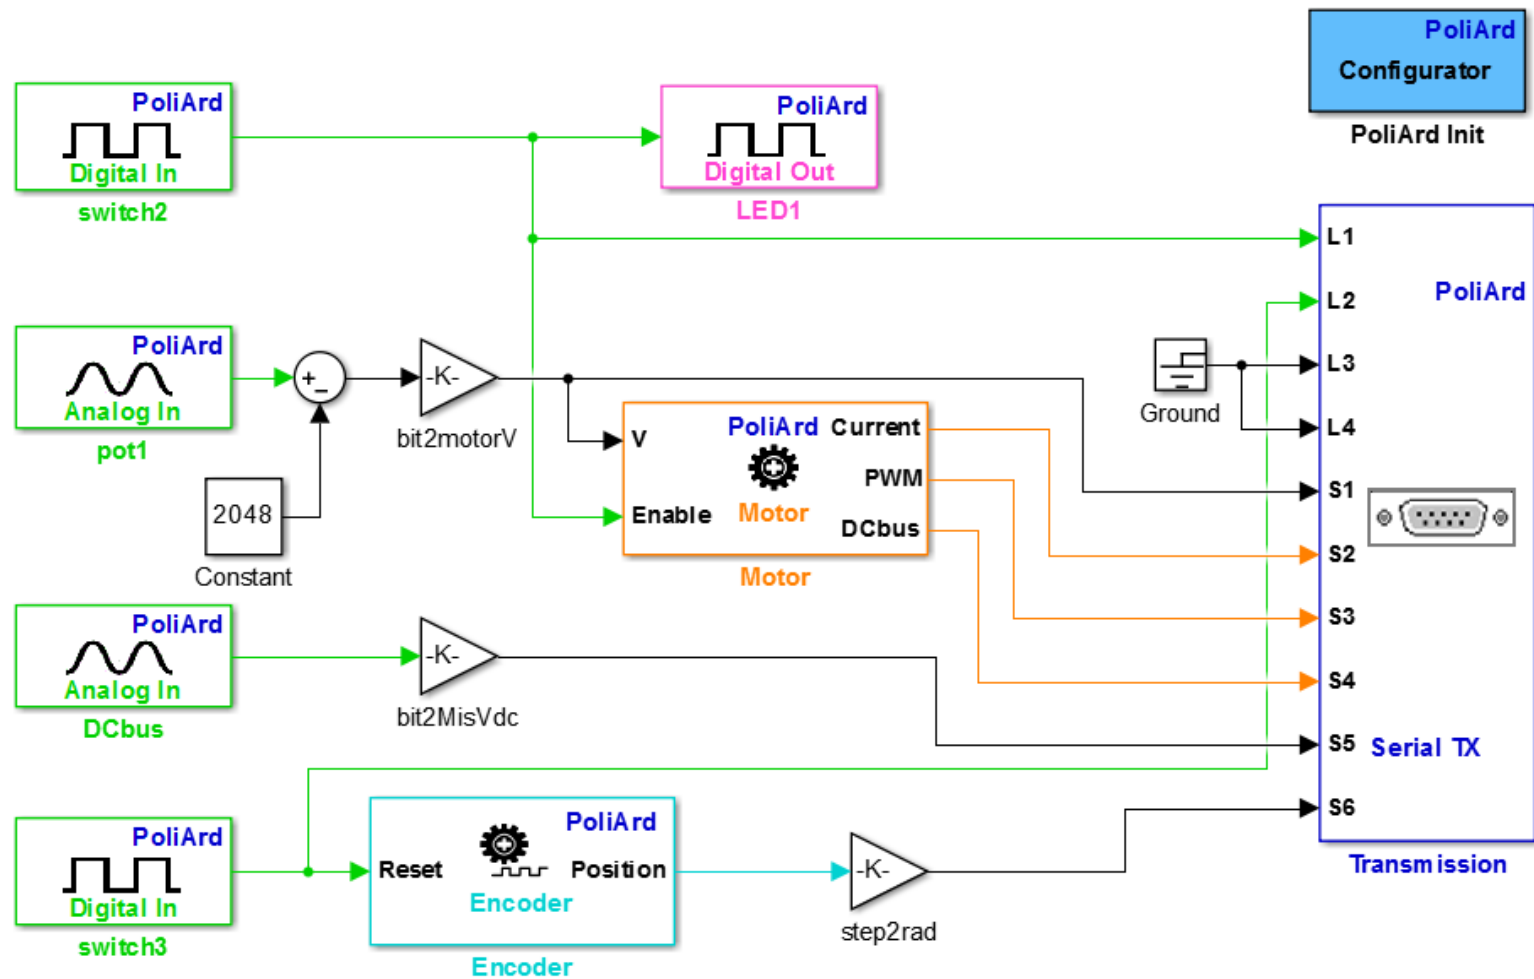 PoliArd
Configurator
PoliArd Init
PoliArd
Digital In
switch2
PoliArd
Digital Out
LED1
PoliArd
Analog In
pot1
+
_
2048
Constant
-K-
bit2motorV
PoliArd
V
Enable
Current
PWM
DCbus
Motor
Motor
Ground
PoliArd
Analog In
DCbus
-K-
bit2MisVdc
PoliArd
Digital In
switch3
PoliArd
Reset
Position
Encoder
Encoder
-K-
step2rad
L1
PoliArd
L2
L3
L4
S1
S2
S3
S4
S5 Serial TX
S6
Transmission